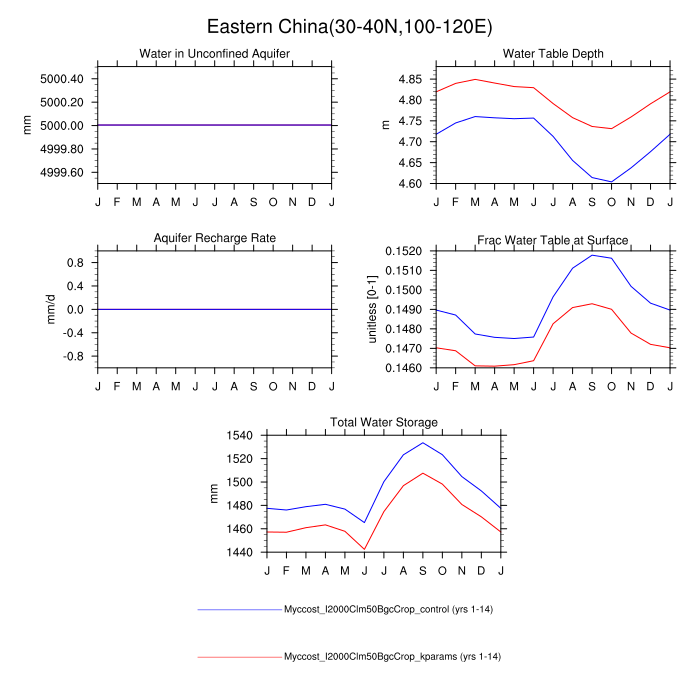 Eastern China(30-40N,100-120E)
Water in Unconfined Aquifer
5000.40
5000.20
5000.00
4999.80
4999.60
mm
J F M A M J J A S O N D J
Water Table Depth
4.85
4.80
4.75
4.70
4.65
4.60
m
J F M A M J J A S O N D J
Aquifer Recharge Rate
0.8
0.4
0.0
-0.4
-0.8
mm/d
J F M A M J J A S O N D J
Frac Water Table at Surface
0.1520
0.1510
0.1500
0.1490
0.1480
0.1470
0.1460
unitless [0-1]
J F M A M J J A S O N D J
Total Water Storage
1540
1520
1500
1480
1460
1440
mm
J F M A M J J A S O N D J
Myccost_I2000Clm50BgcCrop_control (yrs 1-14)
Myccost_I2000Clm50BgcCrop_kparams (yrs 1-14)